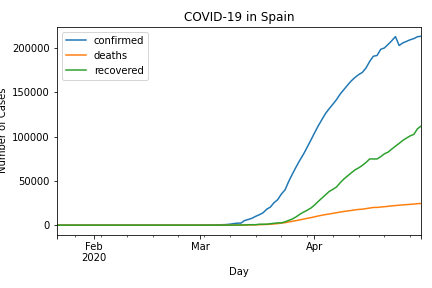 COVID-19 in Spain
confirmed
deaths
recovered
200000
150000
100000
50000
0
Number of Cases
Feb
2020
Mar
Apr
Day